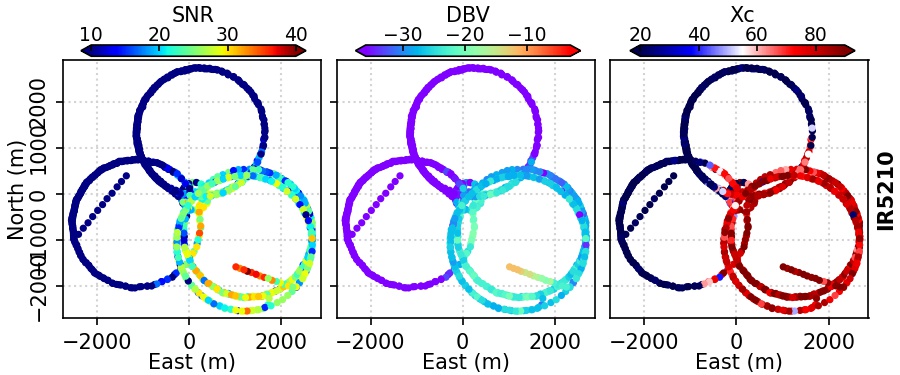 SNR DBV Xc
10 20 30 40 −30 −20 −10 20 40 60 80
North (m)
2000
1000
0
−1000
−2000
IR5210
−2000 0 2000 −2000 0 2000 −2000 0 2000
East (m) East (m) East (m)